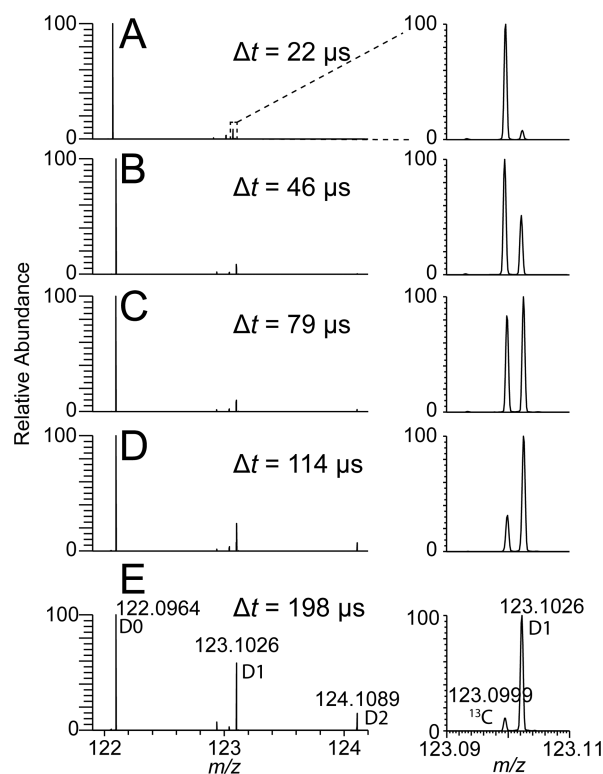 A
Δt = 22 μs
100
0
100
0
B
Δt = 46 μs
100
0
100
0
C
Δt = 79 μs
100
0
100
0
D
Δt = 114 μs
100
0
100
0
E
Δt = 198 μs
100
0
122.0964
D0
123.1026
D1
124.1089
D2
122
123
124
m/z
100
0
123.1026
D1
123.0999
13C
123.09
123.11
m/z
Relative Abundance